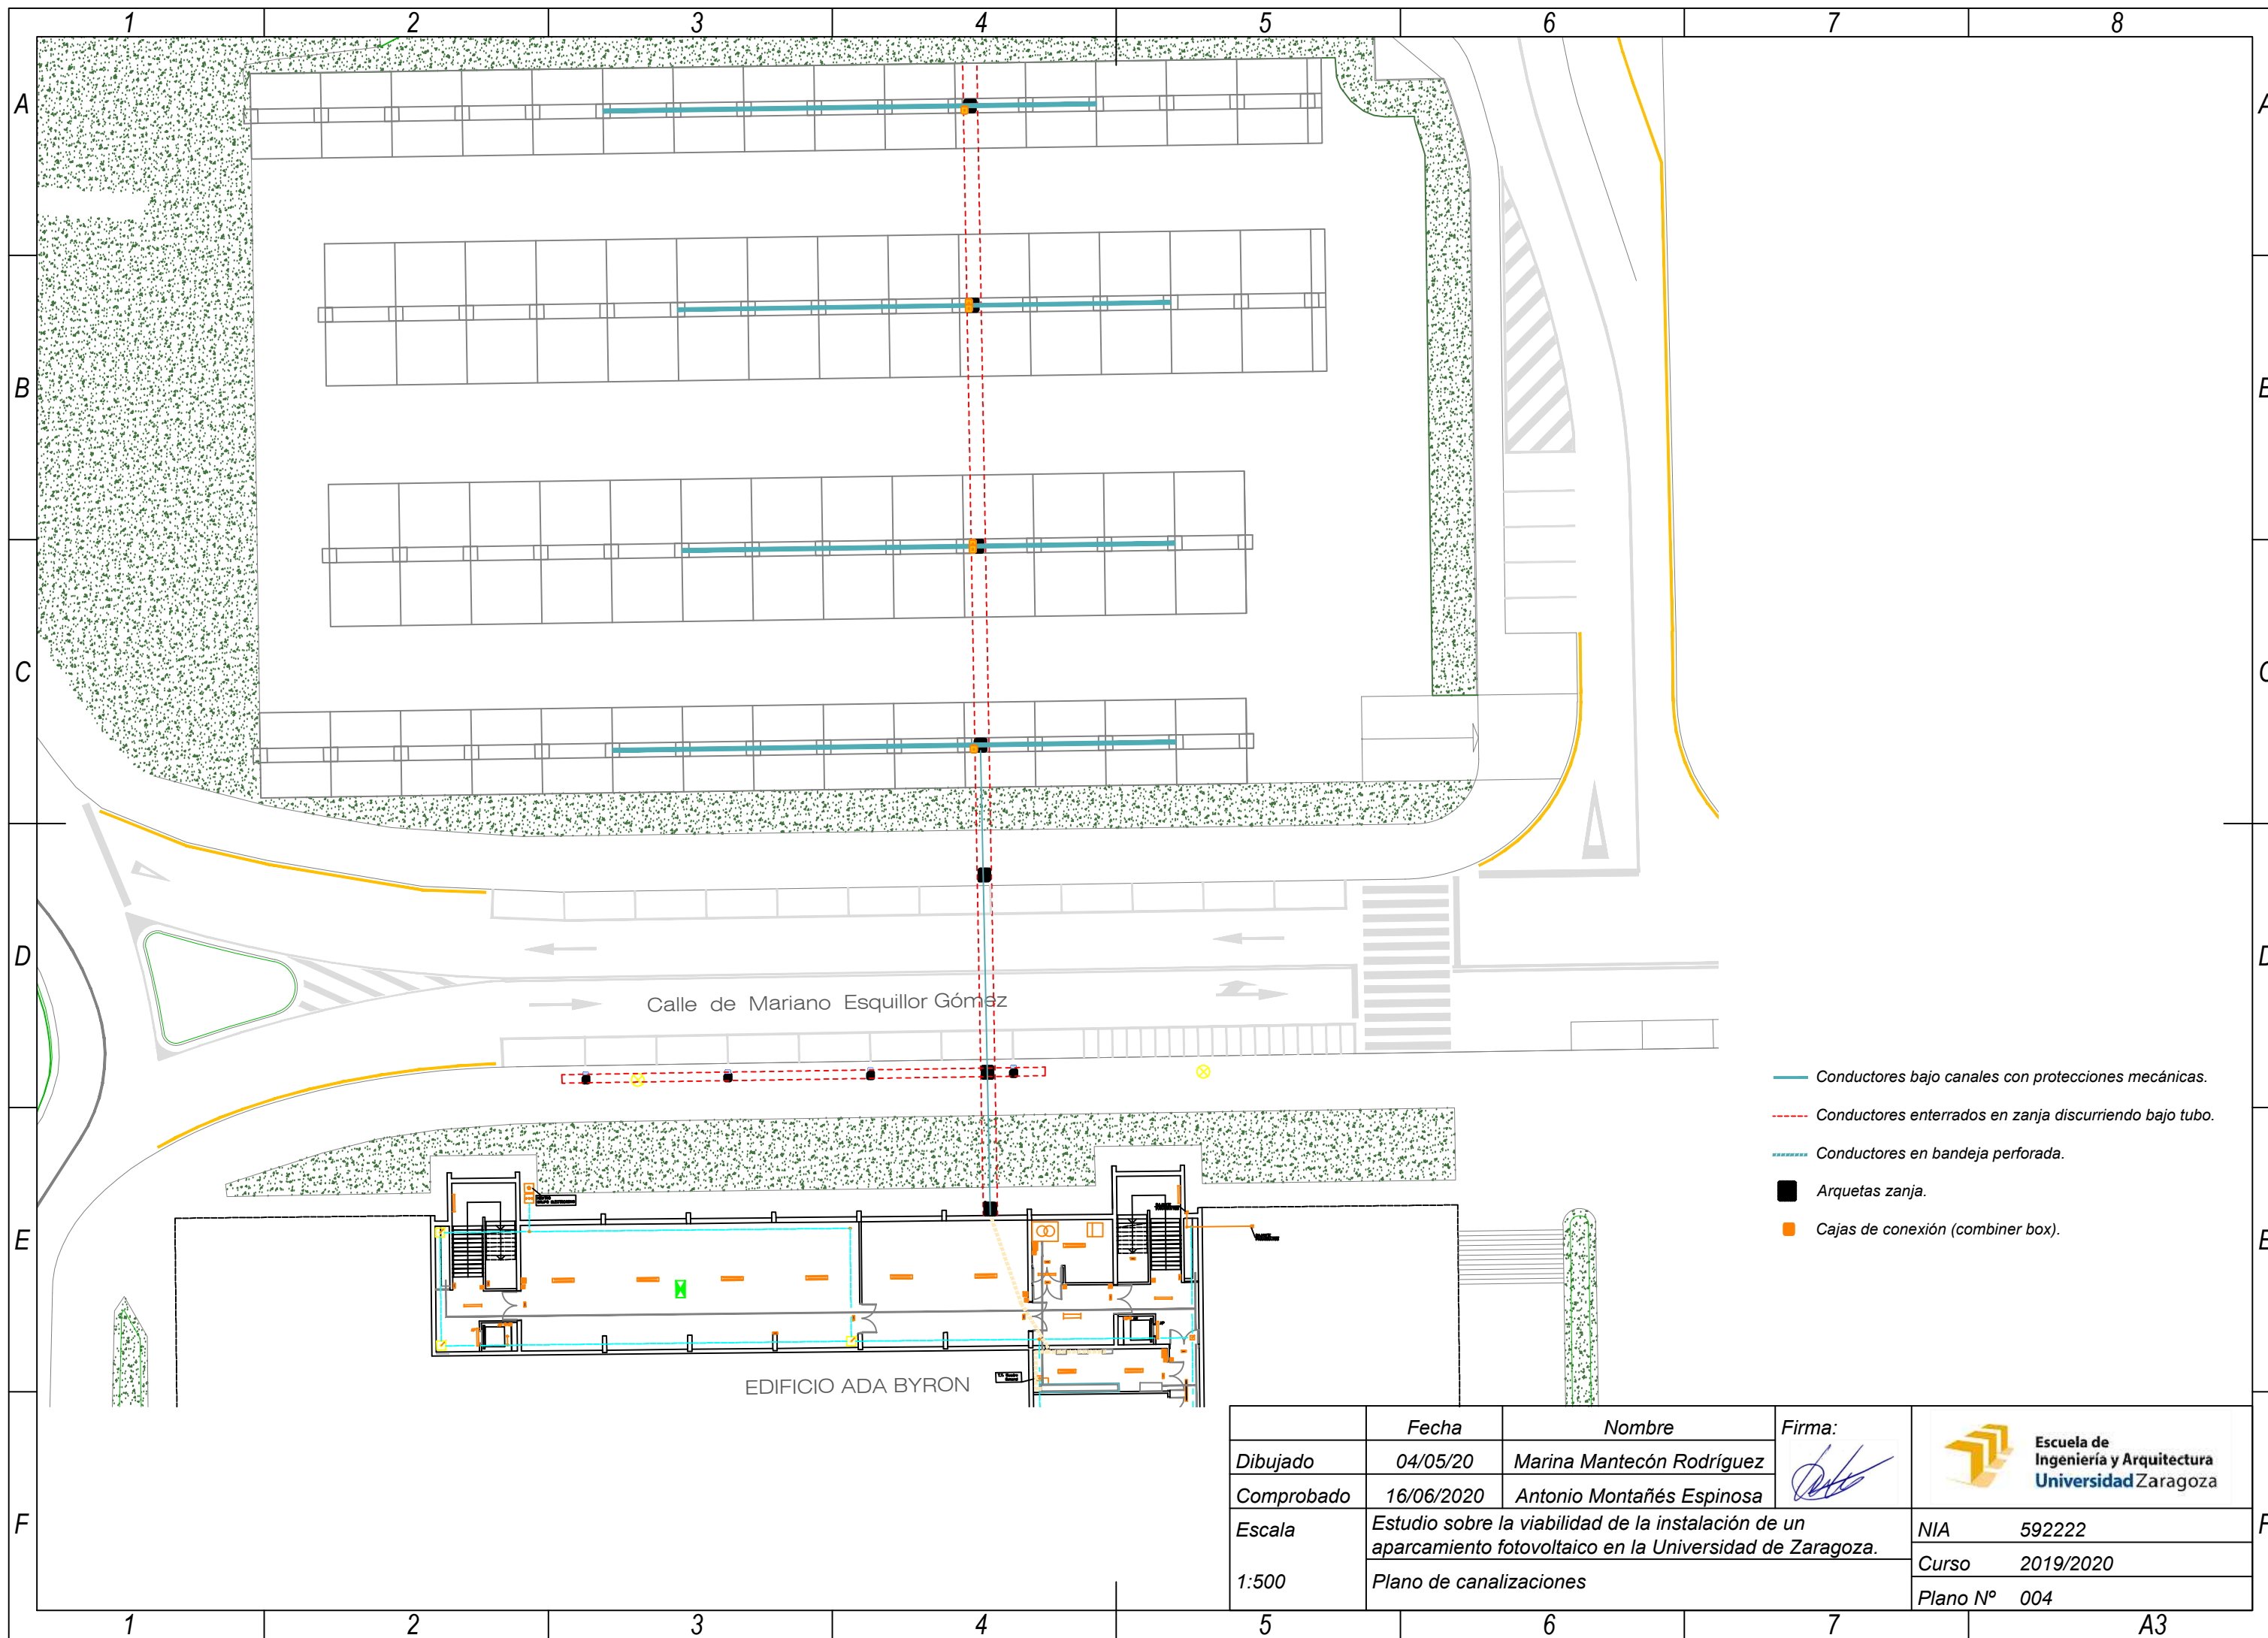 1 2 3 4 5 6 7 8
A A
B B
C C
D D
E E
F F
Calle de Mariano Esquillor Gómez
EDIFICIO ADA BYRON
Conductores bajo canales con protecciones mecánicas.
Conductores enterrados en zanja discurriendo bajo tubo.
Conductores en bandeja perforada.
Arquetas zanja.
Cajas de conexión (combiner box).
Fecha Nombre Firma:
Dibujado 04/05/20 Marina Mantecón Rodríguez
Comprobado 16/06/2020 Antonio Montañés Espinosa
Escuela de
Ingeniería y Arquitectura
Universidad Zaragoza
Escala
1:500
Estudio sobre la viabilidad de la instalación de un
aparcamiento fotovoltaico en la Universidad de Zaragoza.
Plano de canalizaciones
NIA 592222
Curso 2019/2020
Plano Nº 004
1 2 3 4 5 6 7 A3